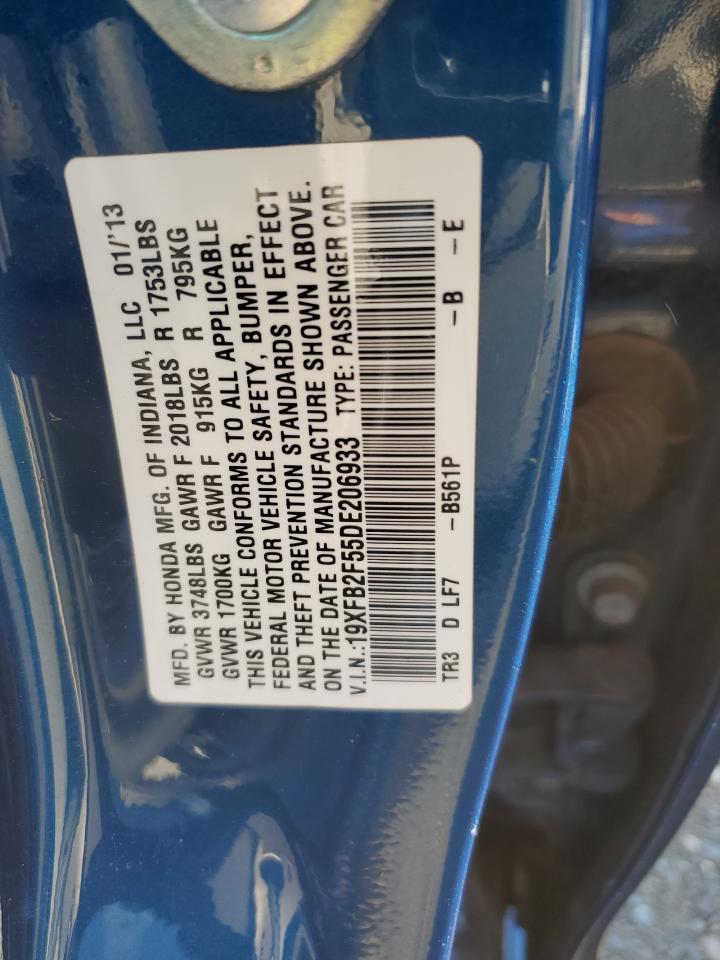 MFD. BY HONDA MFG. OF INDIANA, LLC 01/'13
GVWR 3748LBS GAWR F 2018LBS R 1753LBS
GVWR 1700KG GAWR F 915KG R 795KG
THIS VEHICLE CONFORMS TO ALL APPLICABLE
FEDERAL MOTOR VEHICLE SAFETY, BUMPER,
AND THEFT PREVENTION STANDARDS IN EFFECT
ON THE DATE OF MANUFACTURE SHOWN ABOVE.
V.I.N.:19XFB2F55DE206933 TYPE: PASSENGER CAR
TR3 D LF7 -B561P -B -E